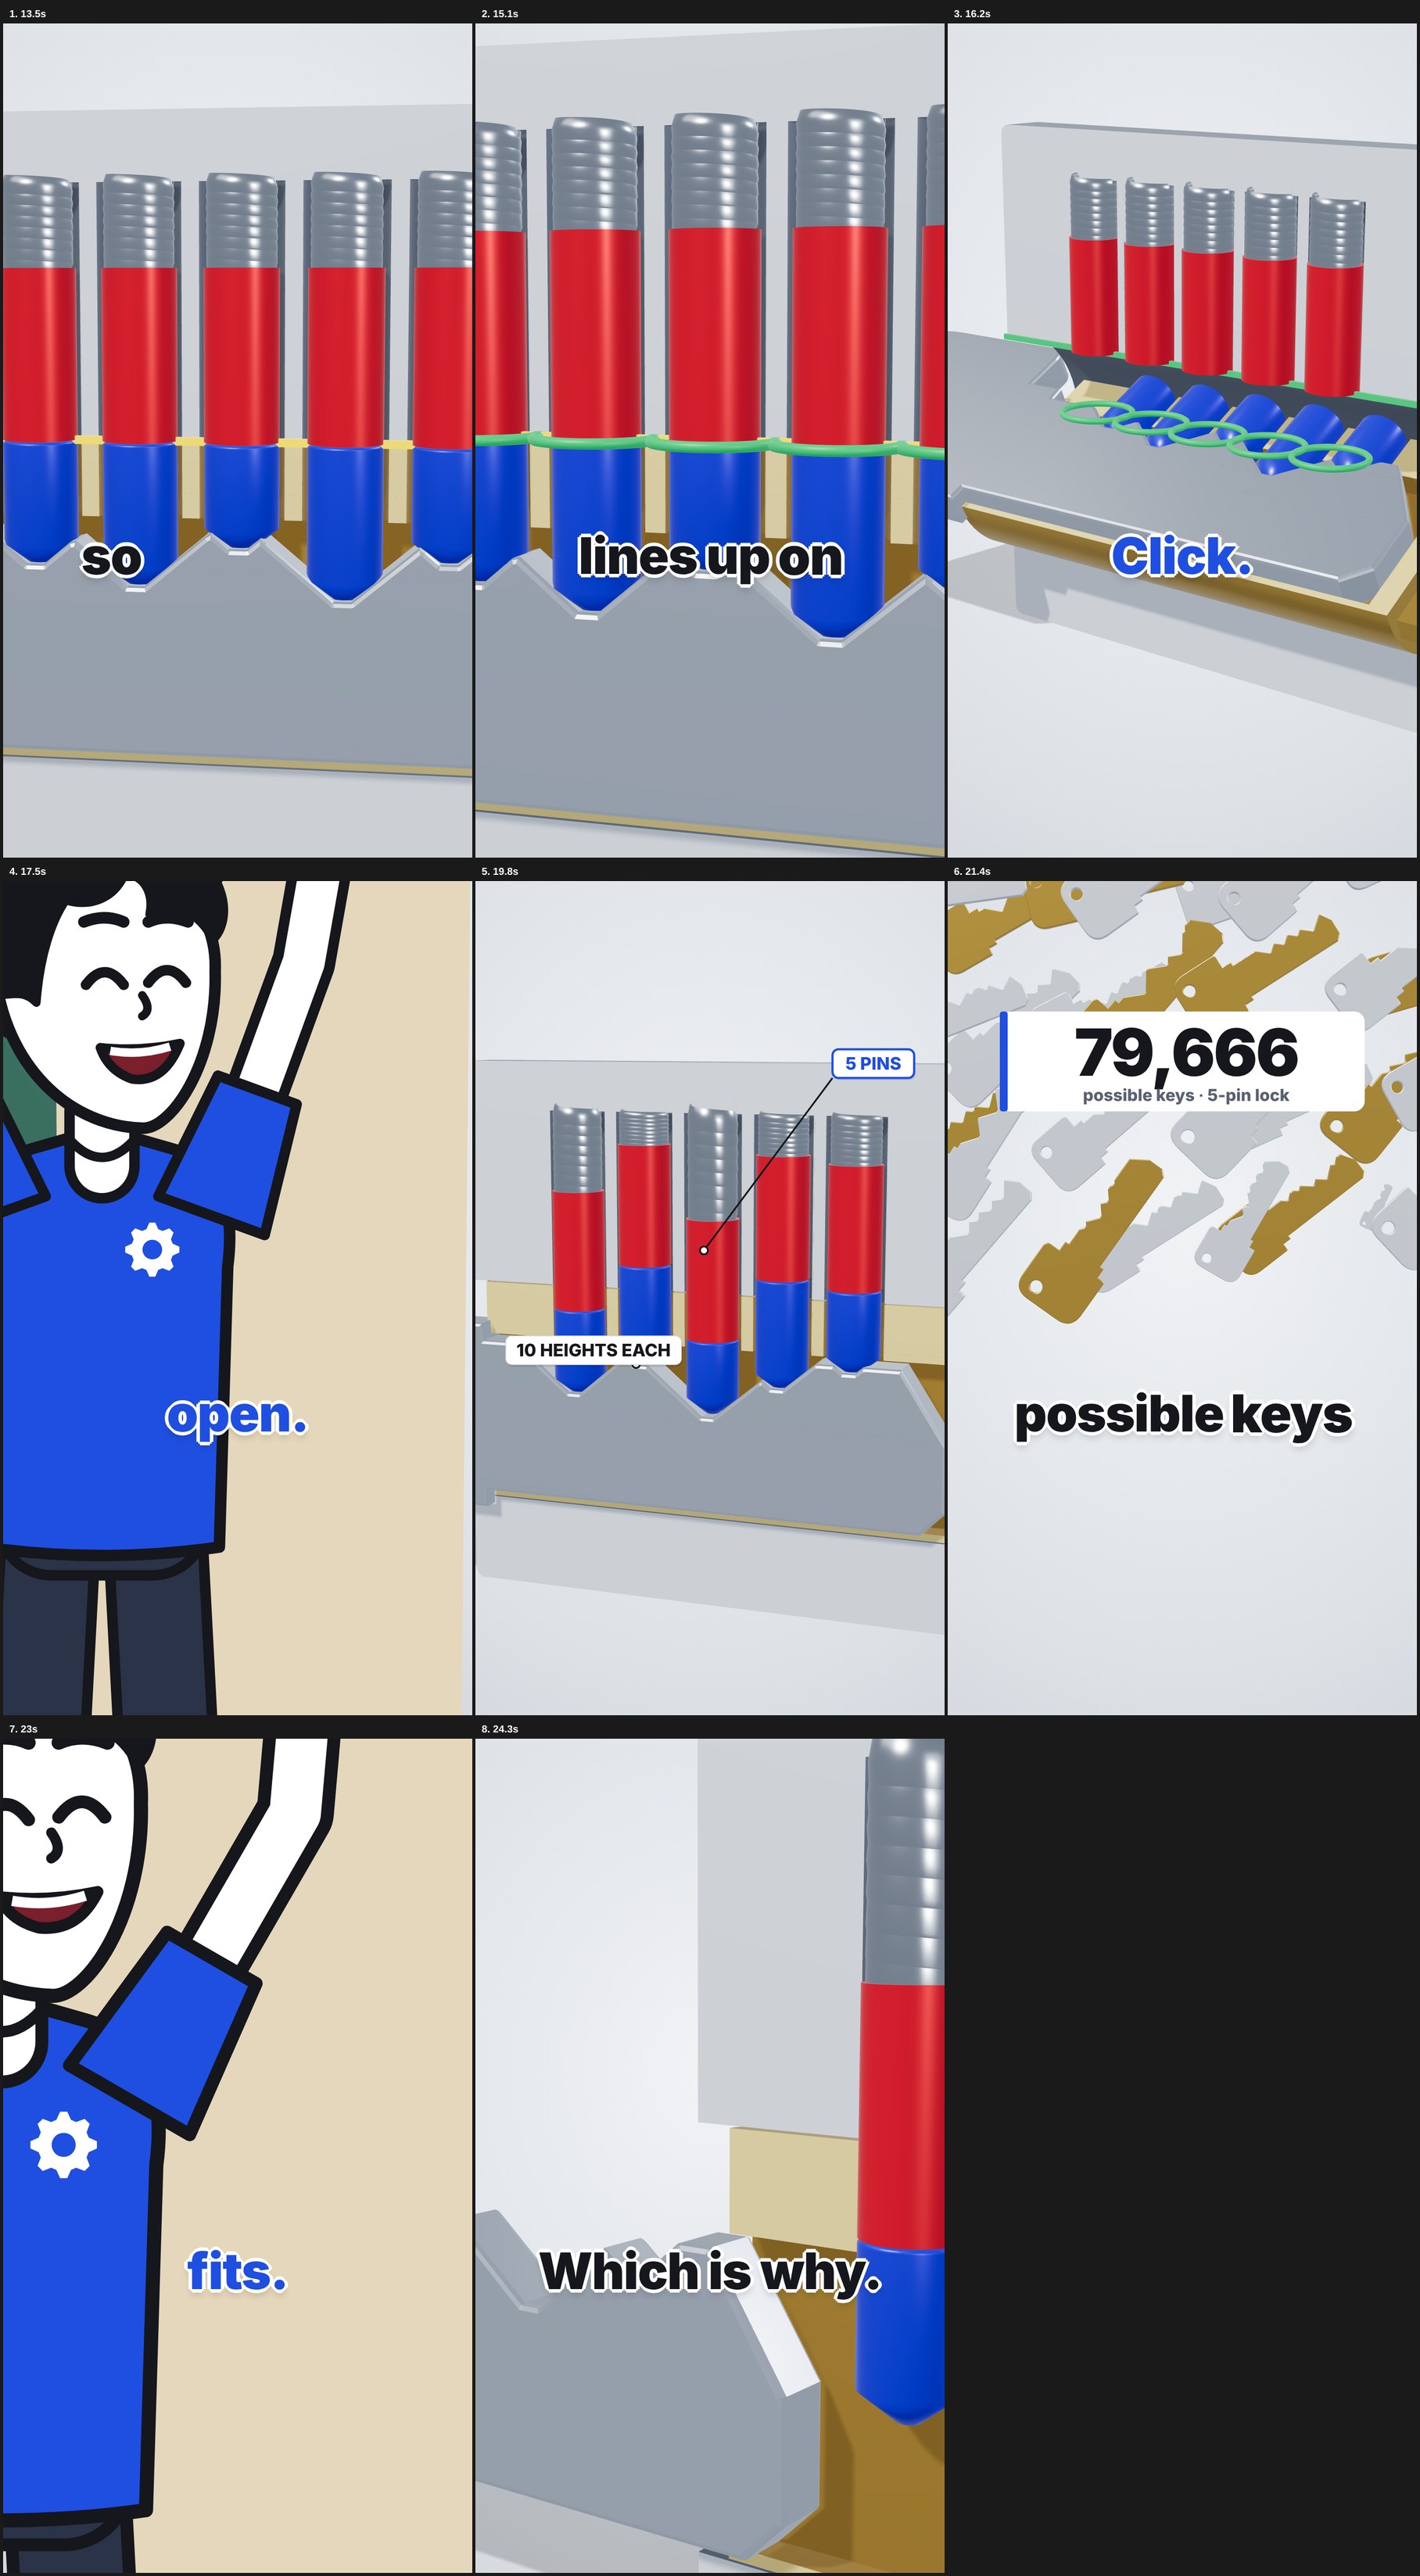 1. 13.5s
2. 15.1s
3. 16.2s
so
lines up on
Click.
4. 17.5s
5. 19.8s
6. 21.4s
5 PINS
79,666
possible keys · 5-pin lock
10 HEIGHTS EACH
open.
possible keys
7. 23s
8. 24.3s
fits.
Which is why.